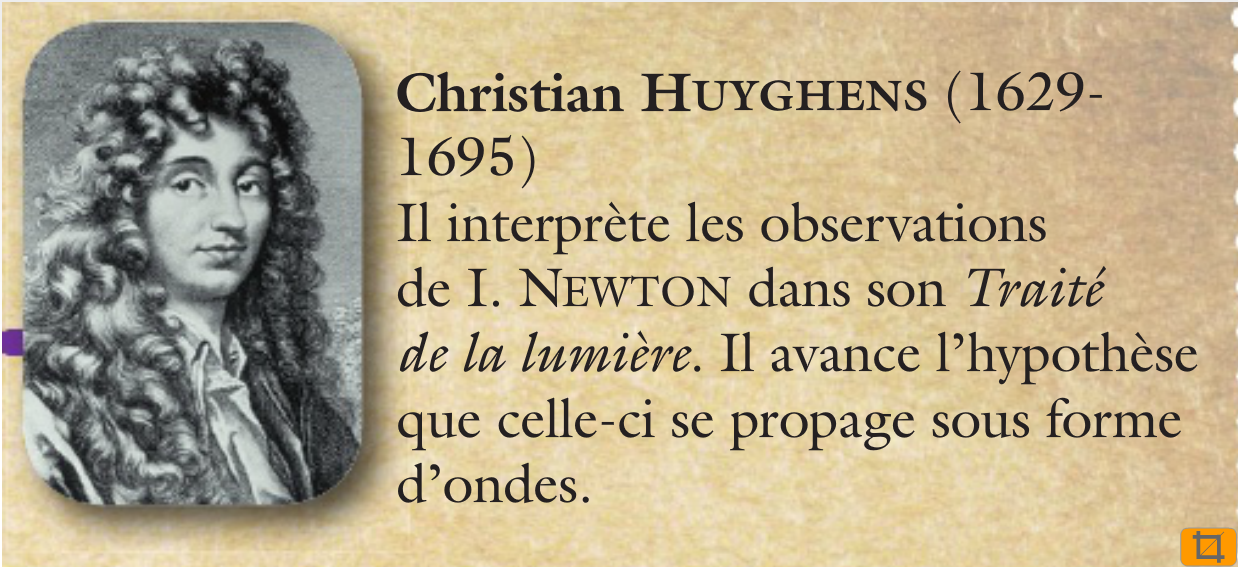 Christian HUYGHENS (1629-
1695)
Il interprète les observations
de I. NEWTON dans son Traité
de la lumière. Il avance l’hypothèse
que celle-ci se propage sous forme
d’ondes.